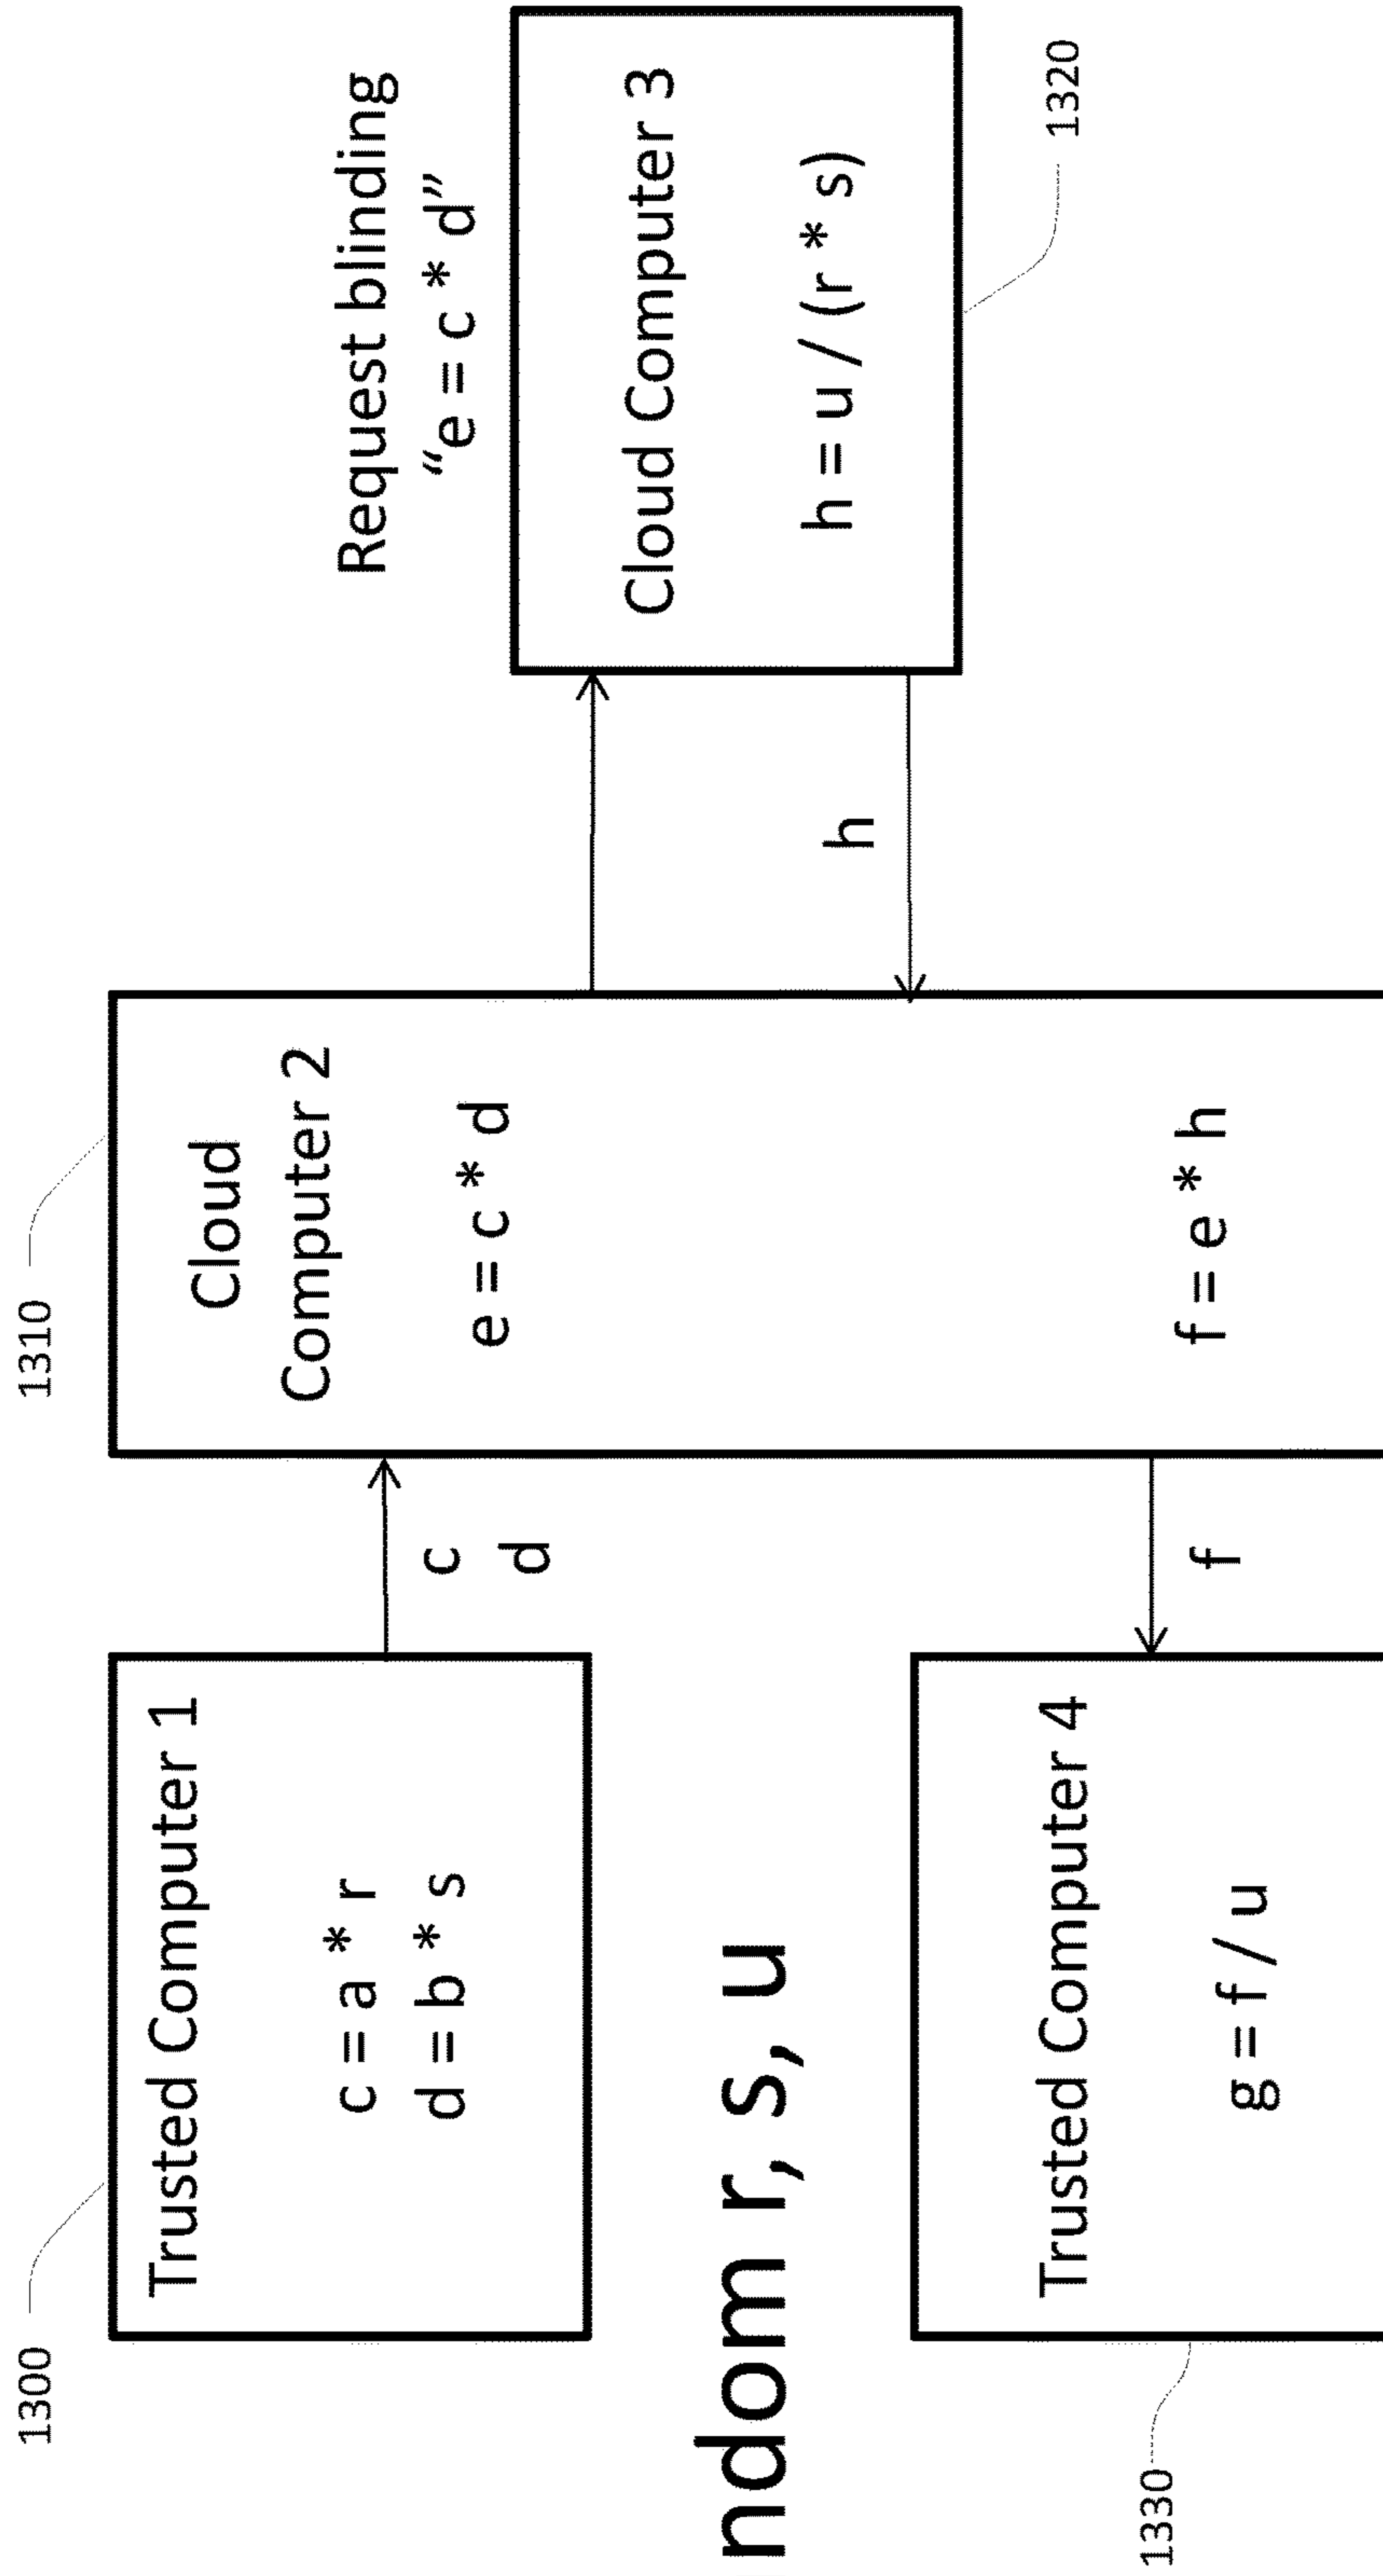 1300
Trusted Computer 1
c = a * r
d = b * s
c
d
1310
Cloud
Computer 2
e = c * d
f = e * h
Request blinding
“e = c * d”
Cloud Computer 3
h = u / (r * s)
1320
h
ndom r, s, u
Trusted Computer 4
g = f / u
1330
f